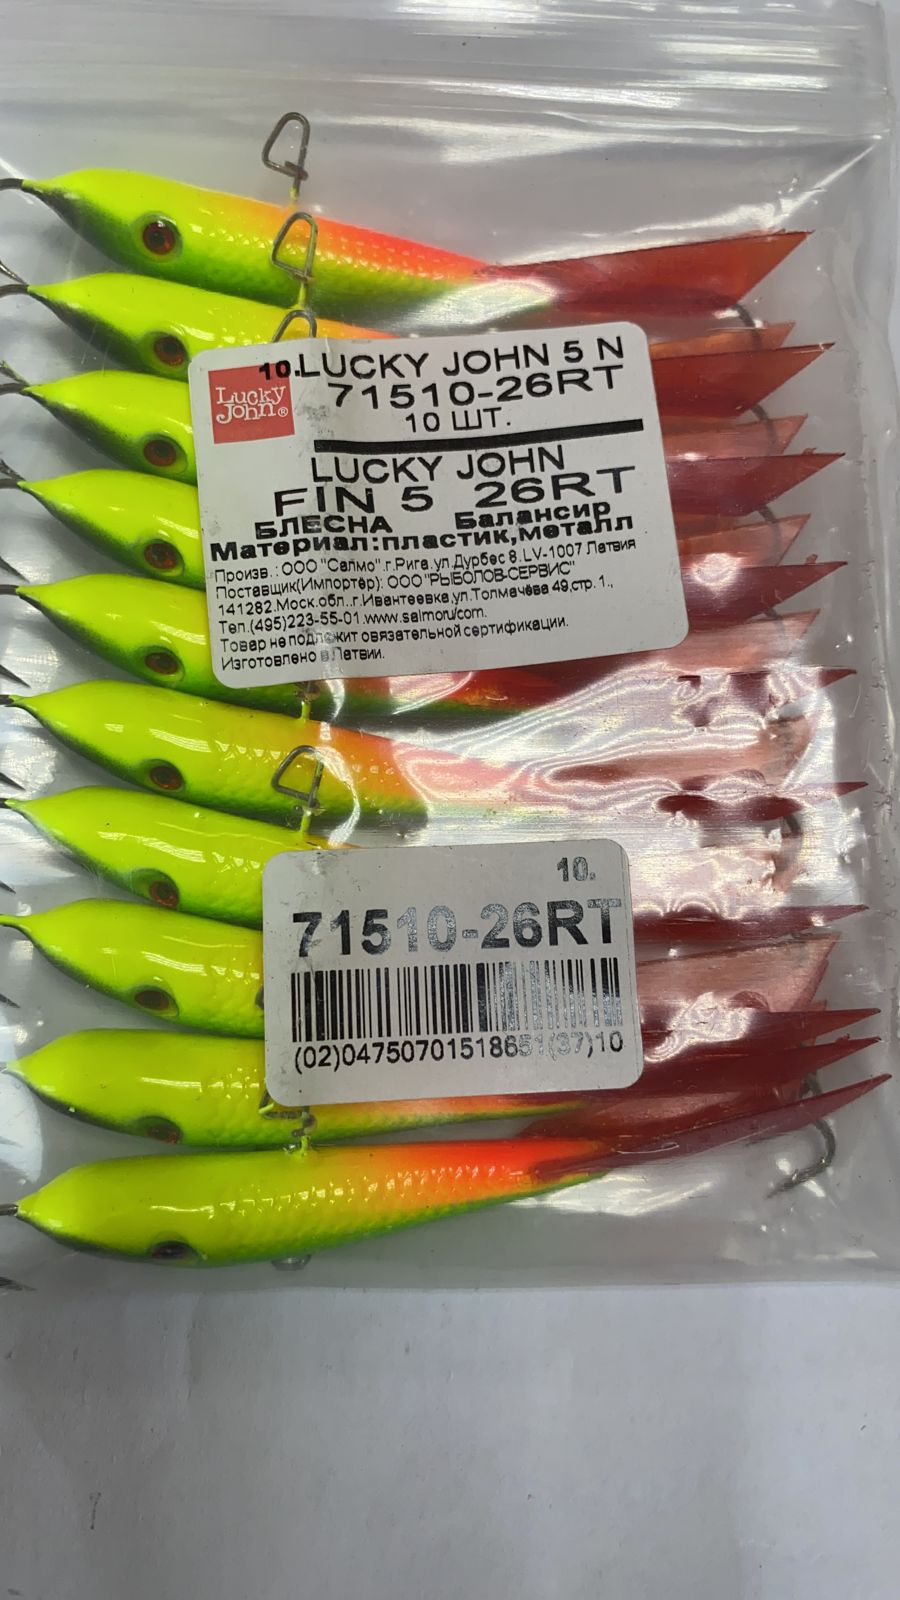 Lucky
John®
10.LUCKY JOHN 5 N
71510-26RT
10 ШТ.
LUCKY JOHN
FIN 5 26RT
БЛЕСНА Балансир
Материал:пластик,металл
Произв.:ООО "Салмо".г.Рига.ул.Дурбес 8.LV-1007 Латвия
Поставщик(Импортёр): ООО "РЫБОЛОВ-СЕРВИС"
141282.Моск.обл..г.Ивантеевка,ул.Толмачёва 49,стр.1.,
Тел.(495)223-55-01.www.salmoru/com.
Товар не подлежит овязательной сертификации.
Изготовлено в Латвии.
10.
71510-26RT
(02)04750701518651(37)10